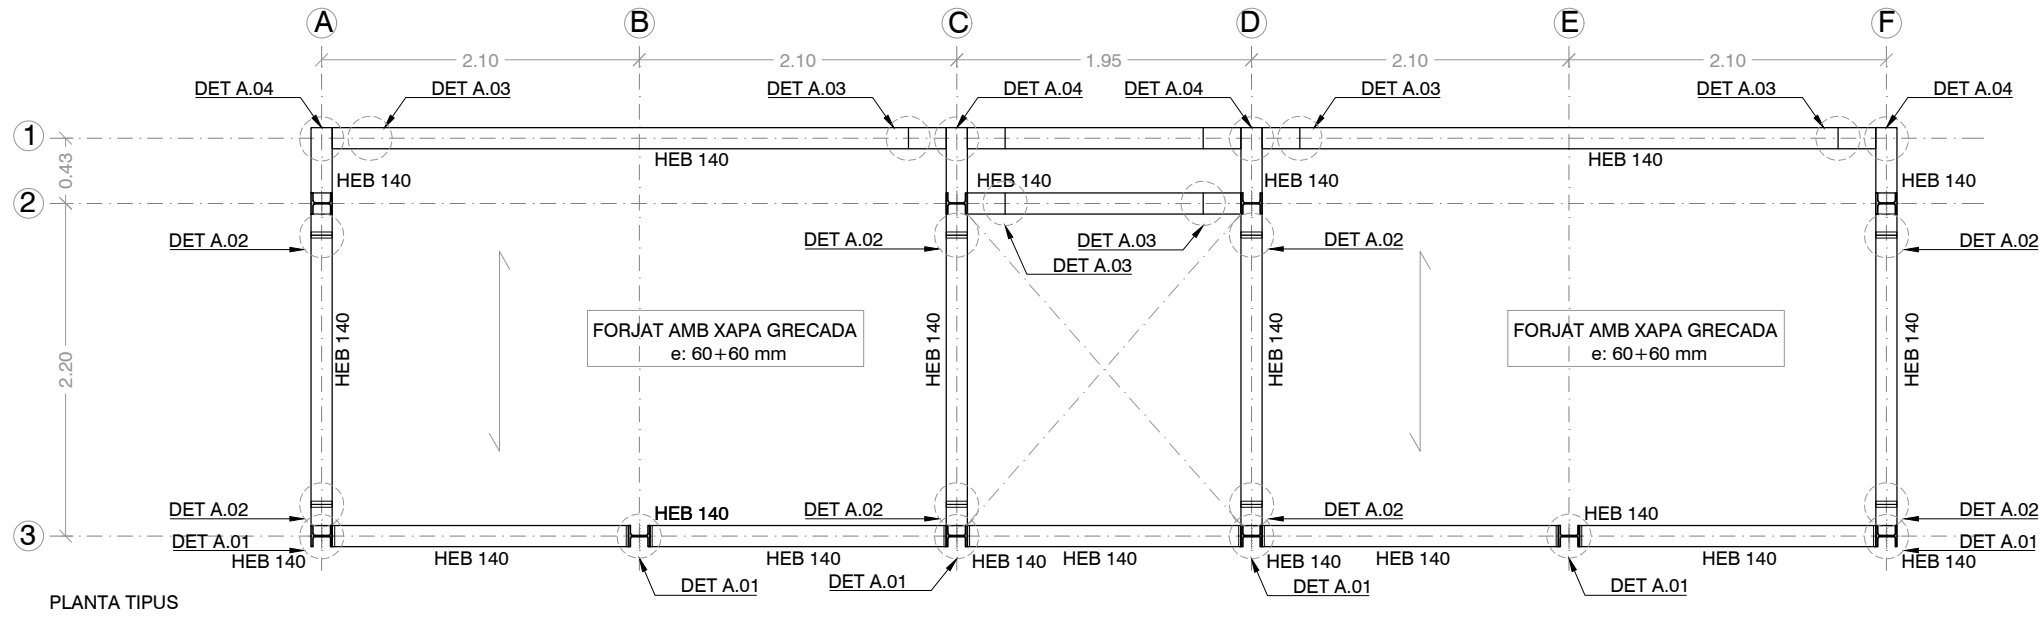 A B C D E F
2.10 2.10 1.95 2.10 2.10
DET A.04 DET A.03 DET A.03 DET A.04 DET A.04 DET A.03 DET A.03 DET A.04
1
HEB 140 HEB 140
0.43
HEB 140 HEB 140 HEB 140 HEB 140
2
DET A.02 DET A.02 DET A.03 DET A.02 DET A.02
DET A.03
FORJAT AMB XAPA GRECADA FORJAT AMB XAPA GRECADA
e: 60+60 mm e: 60+60 mm
HEB 140 HEB 140 HEB 140 HEB 140
2.20
DET A.02 HEB 140 DET A.02 DET A.02 HEB 140 DET A.02
3
DET A.01 DET A.01
HEB 140 HEB 140 HEB 140 HEB 140 HEB 140 HEB 140 HEB 140 HEB 140 HEB 140
DET A.01 DET A.01 DET A.01 DET A.01
PLANTA TIPUS